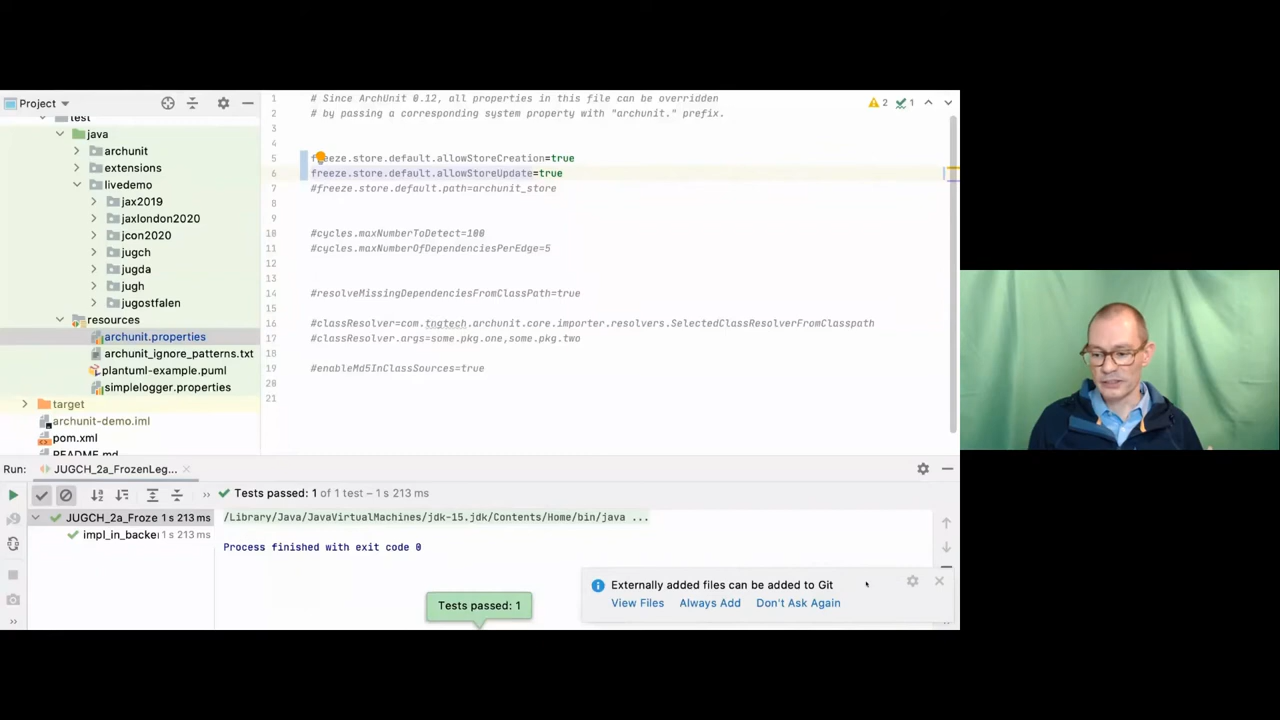 Project
test
java
archunit
extensions
livedemo
jax2019
jaxlondon2020
jcon2020
jugch
jugda
jugh
jugostfalen
resources
archunit.properties
archunit_ignore_patterns.txt
plantuml-example.puml
simplelogger.properties
target
archunit-demo.iml
pom.xml
README.md
1 # Since ArchUnit 0.12, all properties in this file can be overridden
2 # by passing a corresponding system property with "archunit." prefix.
3
4
5 freeze.store.default.allowStoreCreation=true
6 freeze.store.default.allowStoreUpdate=true
7 #freeze.store.default.path=archunit_store
8
9
10 #cycles.maxNumberToDetect=100
11 #cycles.maxNumberOfDependenciesPerEdge=5
12
13
14 #resolveMissingDependenciesFromClassPath=true
15
16 #classResolver=com.tngtech.archunit.core.importer.resolvers.SelectedClassResolverFromClasspath
17 #classResolver.args=some.pkg.one,some.pkg.two
18
19 #enableMd5InClassSources=true
20
21
2 1
Run: JUGCH_2a_FrozenLeg...
Tests passed: 1 of 1 test – 1 s 213 ms
JUGCH_2a_Froze 1 s 213 ms
impl_in_backe 1 s 213 ms
/Library/Java/JavaVirtualMachines/jdk-15.jdk/Contents/Home/bin/java ...
Process finished with exit code 0
Externally added files can be added to Git
View Files Always Add Don't Ask Again
Tests passed: 1